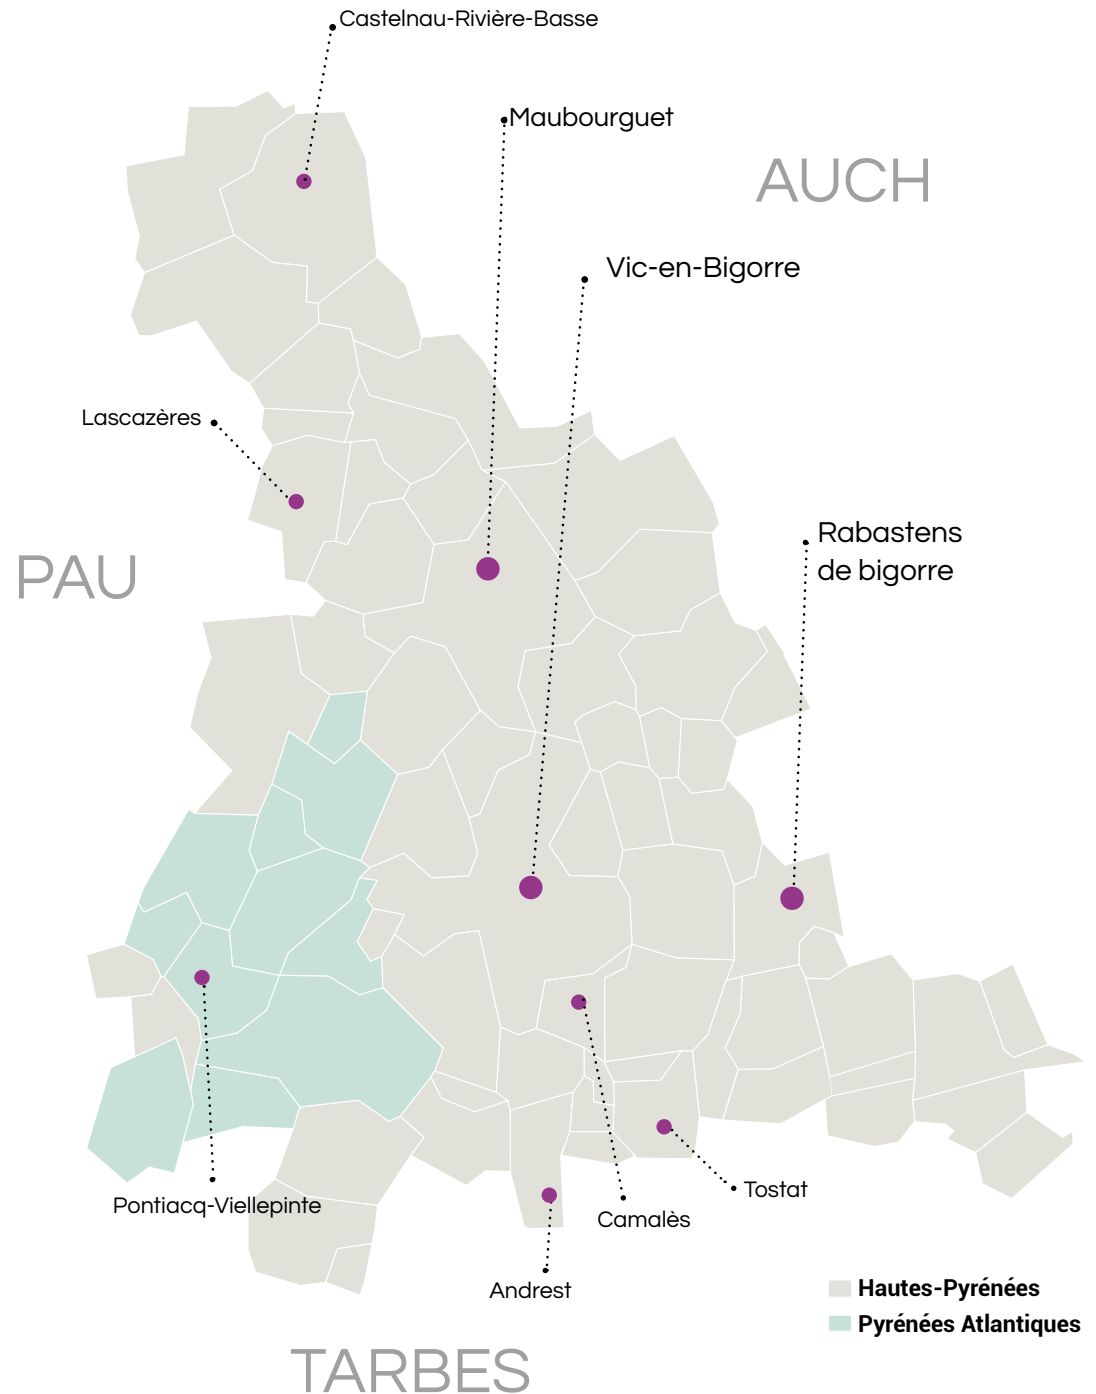 Castelnau-Rivière-Basse
Maubourguet
AUCH
Vic-en-Bigorre
Lascazères
Rabastens
de bigorre
PAU
Pontiacq-Viellepinte
Tostat
Camalès
Andrest
Hautes-Pyrénées
Pyrénées Atlantiques
TARBES